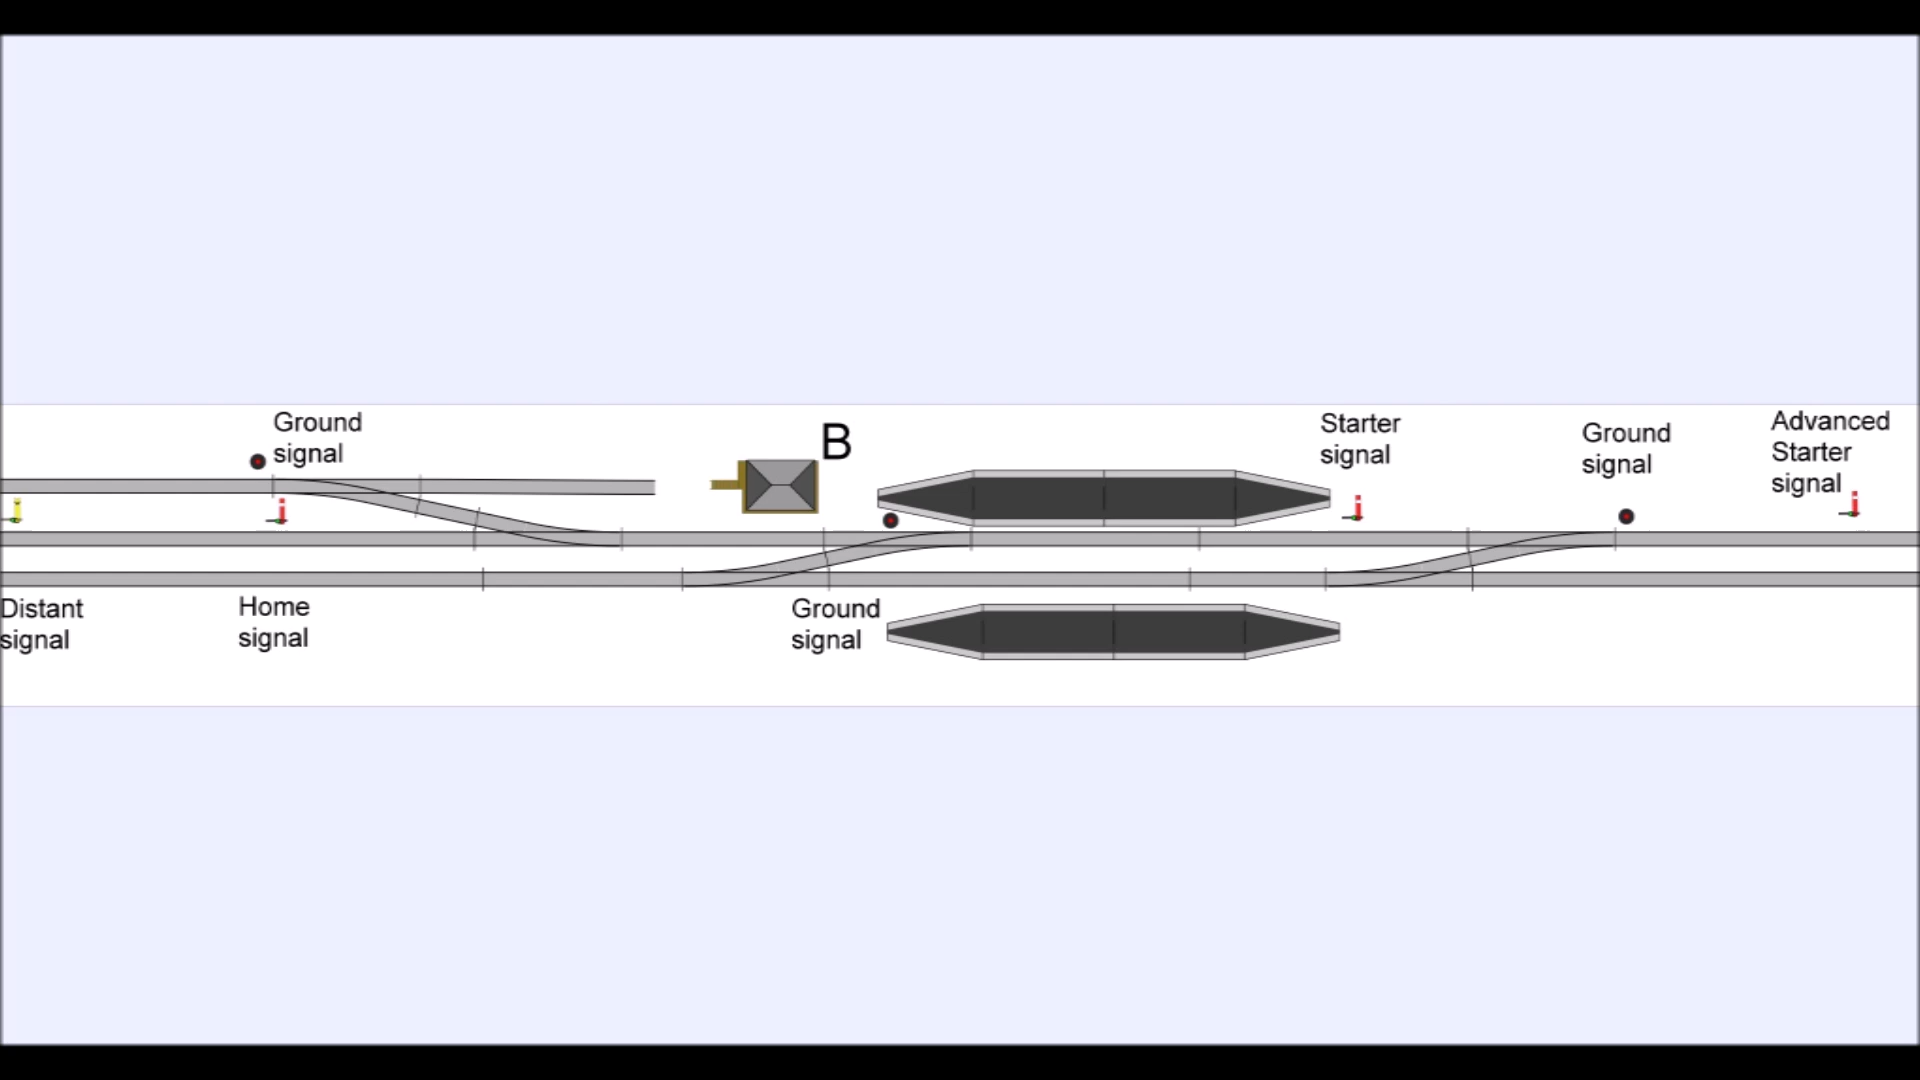 Ground
signal
B
Starter
signal
Ground
signal
Advanced
Starter
signal
Distant
signal
Home
signal
Ground
signal